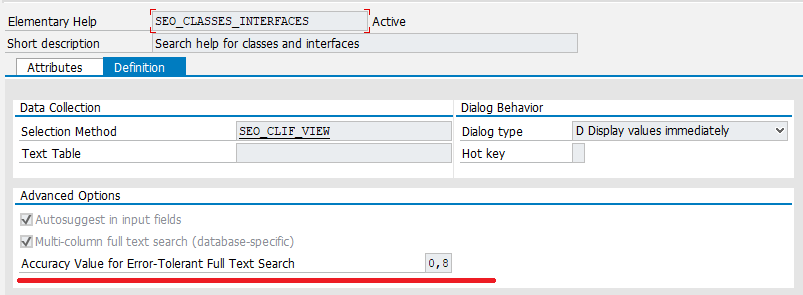 Elementary Help SEO_CLASSES_INTERFACES Active
Short description Search help for classes and interfaces
Attributes Definition
Data Collection
Selection Method SEO_CLIF_VIEW
Text Table
Dialog Behavior
Dialog type D Display values immediately
Hot key
Advanced Options
Autosuggest in input fields
Multi-column full text search (database-specific)
Accuracy Value for Error-Tolerant Full Text Search 0,8